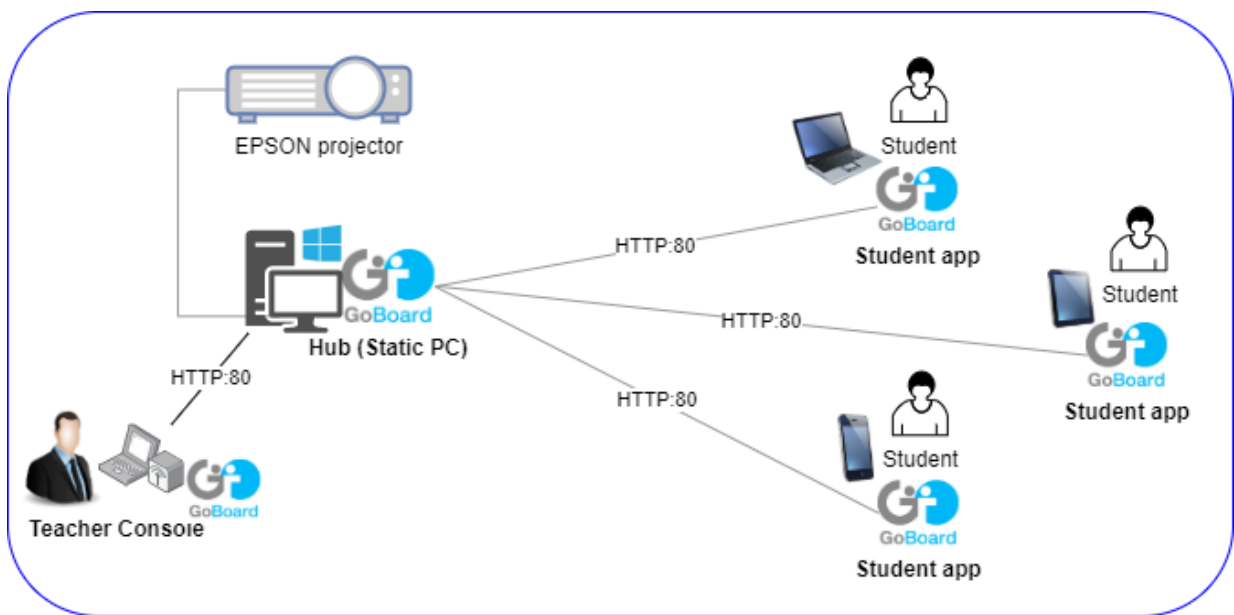 EPSON projector
Student
GoBoard
Student app
HTTP:80
Student
HTTP:80
GoBoard
GoBoard
Hub (Static PC)
Student app
HTTP:80
HTTP:80
Student
GoBoard
Teacher Console
GoBoard
Student app